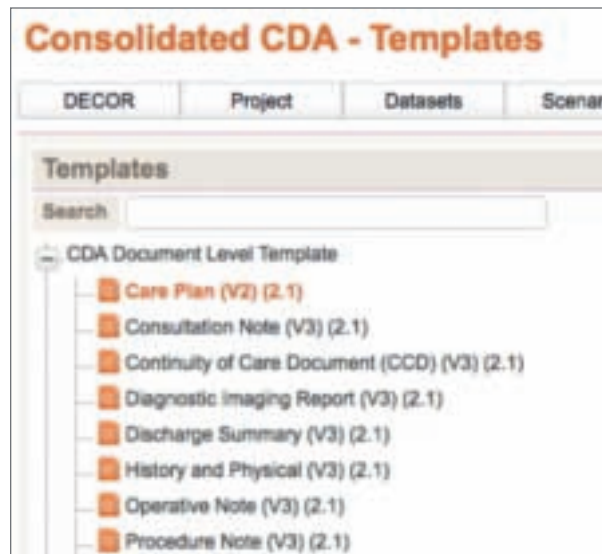 Consolidated CDA - Templates
DECOR Project Datasets Scenar
Templates
Search
CDA Document Level Template
Care Plan (V2) (2.1)
Consultation Note (V3) (2.1)
Continuity of Care Document (CCD) (V3) (2.1)
Diagnostic Imaging Report (V3) (2.1)
Discharge Summary (V3) (2.1)
History and Physical (V3) (2.1)
Operative Note (V3) (2.1)
Procedure Note (V3) (2.1)